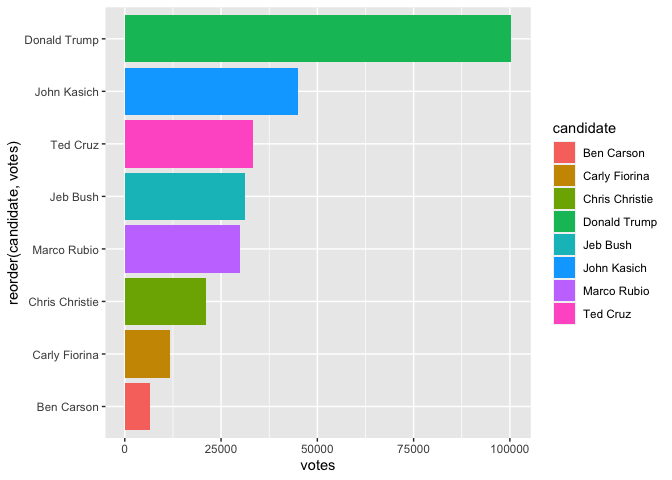 reorder(candidate, votes)
Donald Trump
John Kasich
Ted Cruz
Jeb Bush
Marco Rubio
Chris Christie
Carly Fiorina
Ben Carson
0 25000 50000 75000 100000
votes
candidate
Ben Carson
Carly Fiorina
Chris Christie
Donald Trump
Jeb Bush
John Kasich
Marco Rubio
Ted Cruz